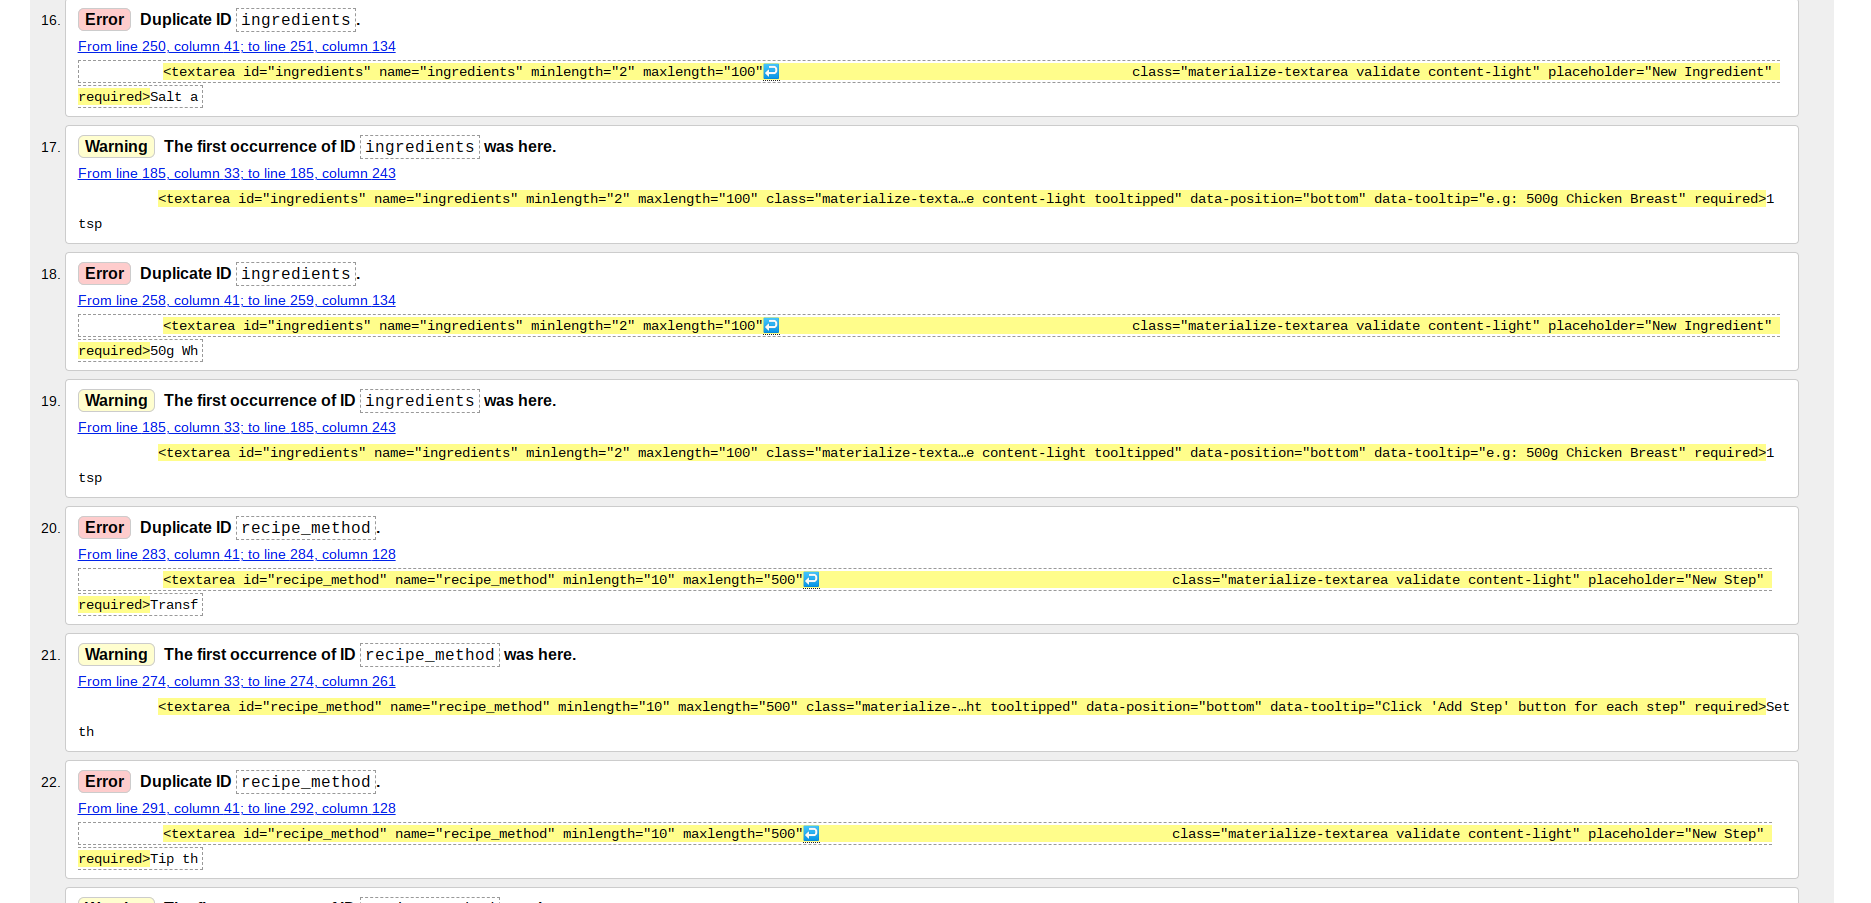 16. Error Duplicate ID ingredients.
From line 250, column 41; to line 251, column 134
<textarea id="ingredients" name="ingredients" minlength="2" maxlength="100"↩ class="materialize-textarea validate content-light" placeholder="New Ingredient"
required>Salt a
17. Warning The first occurrence of ID ingredients was here.
From line 185, column 33; to line 185, column 243
<textarea id="ingredients" name="ingredients" minlength="2" maxlength="100" class="materialize-texta…e content-light tooltipped" data-position="bottom" data-tooltip="e.g: 500g Chicken Breast" required>1
tsp
18. Error Duplicate ID ingredients.
From line 258, column 41; to line 259, column 134
<textarea id="ingredients" name="ingredients" minlength="2" maxlength="100"↩ class="materialize-textarea validate content-light" placeholder="New Ingredient"
required>50g Wh
19. Warning The first occurrence of ID ingredients was here.
From line 185, column 33; to line 185, column 243
<textarea id="ingredients" name="ingredients" minlength="2" maxlength="100" class="materialize-texta…e content-light tooltipped" data-position="bottom" data-tooltip="e.g: 500g Chicken Breast" required>1
tsp
20. Error Duplicate ID recipe_method.
From line 283, column 41; to line 284, column 128
<textarea id="recipe_method" name="recipe_method" minlength="10" maxlength="500"↩ class="materialize-textarea validate content-light" placeholder="New Step"
required>Transf
21. Warning The first occurrence of ID recipe_method was here.
From line 274, column 33; to line 274, column 261
<textarea id="recipe_method" name="recipe_method" minlength="10" maxlength="500" class="materialize-…ht tooltipped" data-position="bottom" data-tooltip="Click 'Add Step' button for each step" required>Set
th
22. Error Duplicate ID recipe_method.
From line 291, column 41; to line 292, column 128
<textarea id="recipe_method" name="recipe_method" minlength="10" maxlength="500"↩ class="materialize-textarea validate content-light" placeholder="New Step"
required>Tip th